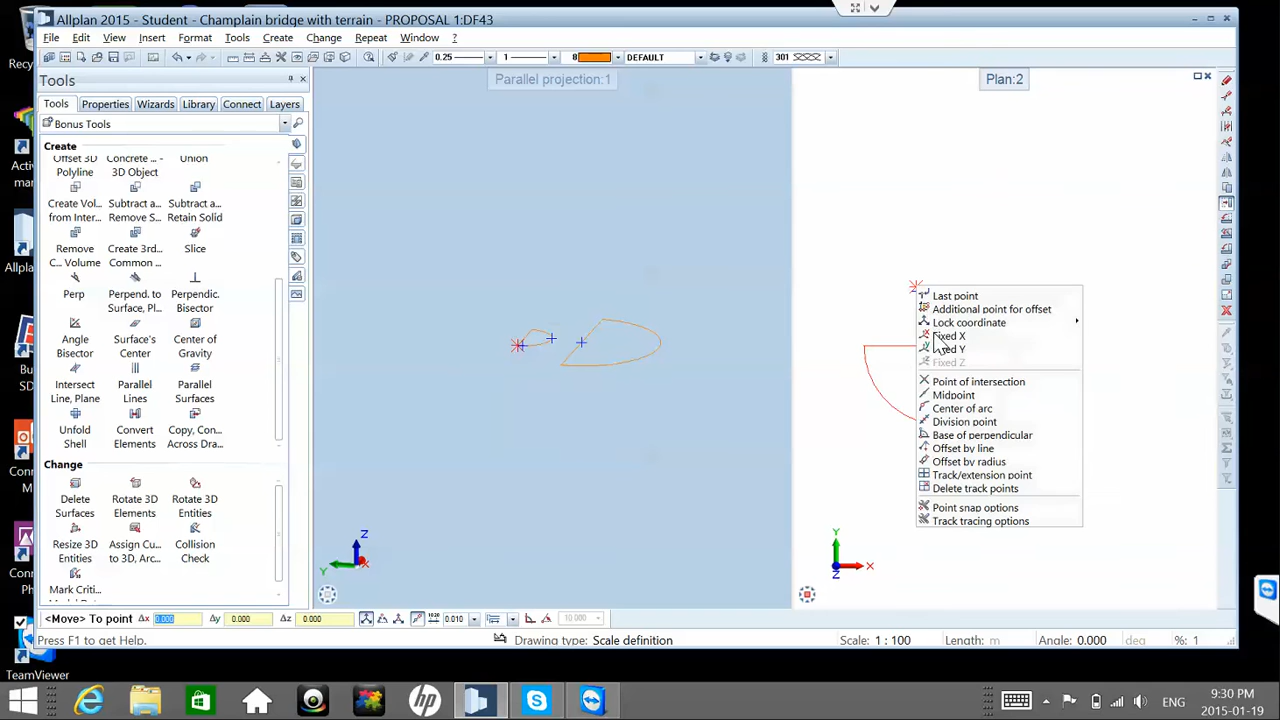 Allplan 2015 - Student - Champlain bridge with terrain - PROPOSAL 1:DF43
File Edit View Insert Format Tools Create Change Repeat Window ?
0.25 1 8 DEFAULT 301
Tools
Parallel projection:1
Plan:2
Tools Properties Wizards Library Connect Layers
Bonus Tools
Create
Offset 3D Polyline
Concrete ... - 3D Object
Union
Create Vol... from Inter...
Subtract a... Remove S...
Subtract a... Retain Solid
Remove C... Volume
Create 3rd... Common ...
Slice
Perp
Perpend. to Surface, Pl...
Perpendic. Bisector
Angle Bisector
Surface's Center
Center of Gravity
Intersect Line, Plane
Parallel Lines
Parallel Surfaces
Unfold Shell
Convert Elements
Copy, Con... Across Dra...
Change
Delete Surfaces
Rotate 3D Elements
Rotate 3D Entities
Resize 3D Entities
Assign Cu... to 3D, Arc...
Collision Check
Mark Criti...
Last point
Additional point for offset
Lock coordinate
Fixed X
Fixed Y
Fixed Z
Point of intersection
Midpoint
Center of arc
Division point
Base of perpendicular
Offset by line
Offset by radius
Track/extension point
Delete track points
Point snap options
Track tracing options
Z
Y X
Y
X
Z
<Move> To point Δx 0.000 Δy 0.000 Δz 0.000 1020 0.010 10.000
Press F1 to get Help. Drawing type: Scale definition Scale: 1 : 100 Length: m Angle: 0.000 deg %: 1
TeamViewer
hp
ENG
9:30 PM
2015-01-19